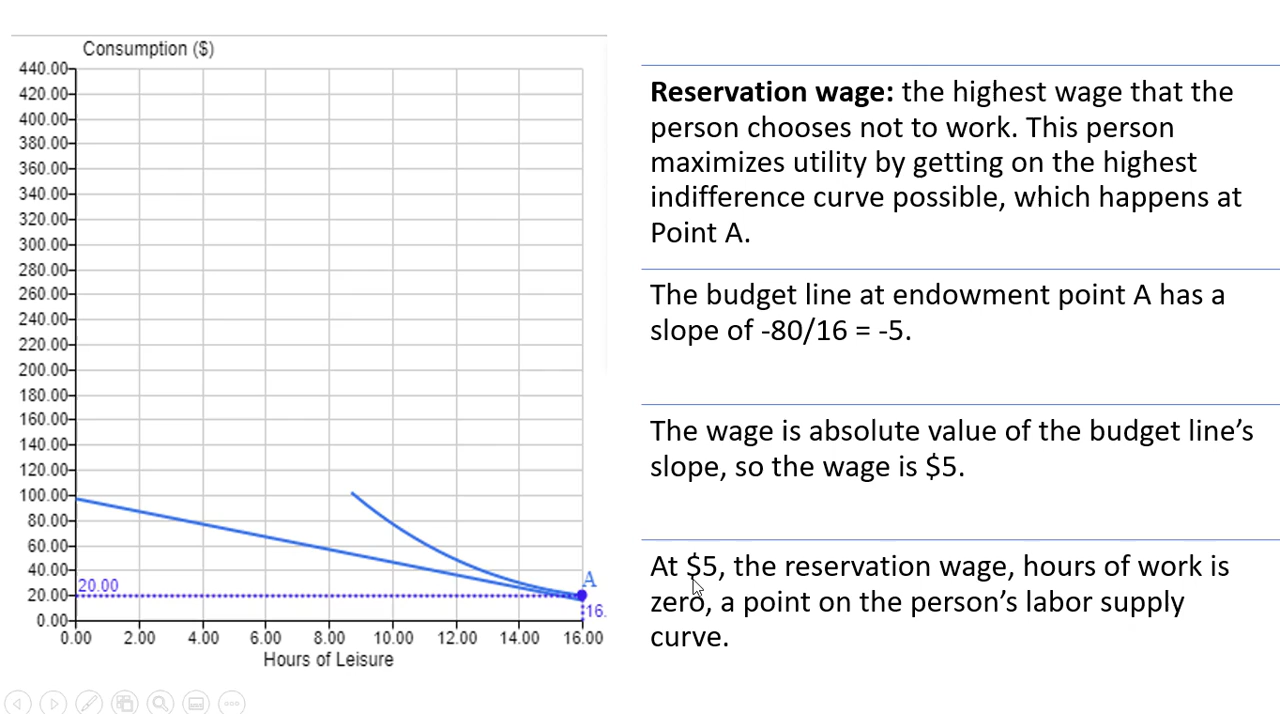 Consumption ($)
440.00
420.00
400.00
380.00
360.00
340.00
320.00
300.00
280.00
260.00
240.00
220.00
200.00
180.00
160.00
140.00
120.00
100.00
80.00
60.00
40.00
20.00
0.00
20.00
A
16.
0.00 2.00 4.00 6.00 8.00 10.00 12.00 14.00 16.00
Hours of Leisure
Reservation wage: the highest wage that the
person chooses not to work. This person
maximizes utility by getting on the highest
indifference curve possible, which happens at
Point A.
The budget line at endowment point A has a
slope of -80/16 = -5.
The wage is absolute value of the budget line’s
slope, so the wage is $5.
At $5, the reservation wage, hours of work is
zero, a point on the person’s labor supply
curve.